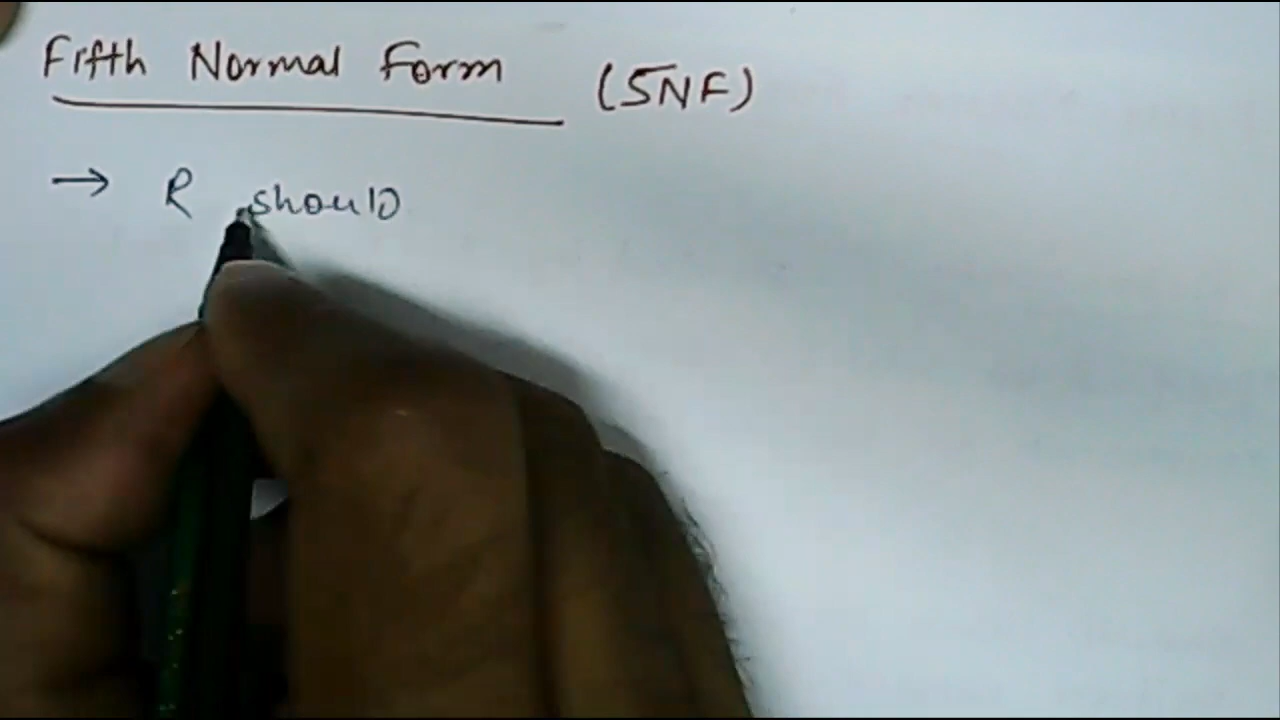 Fifth Normal Form (5NF)
→ R should